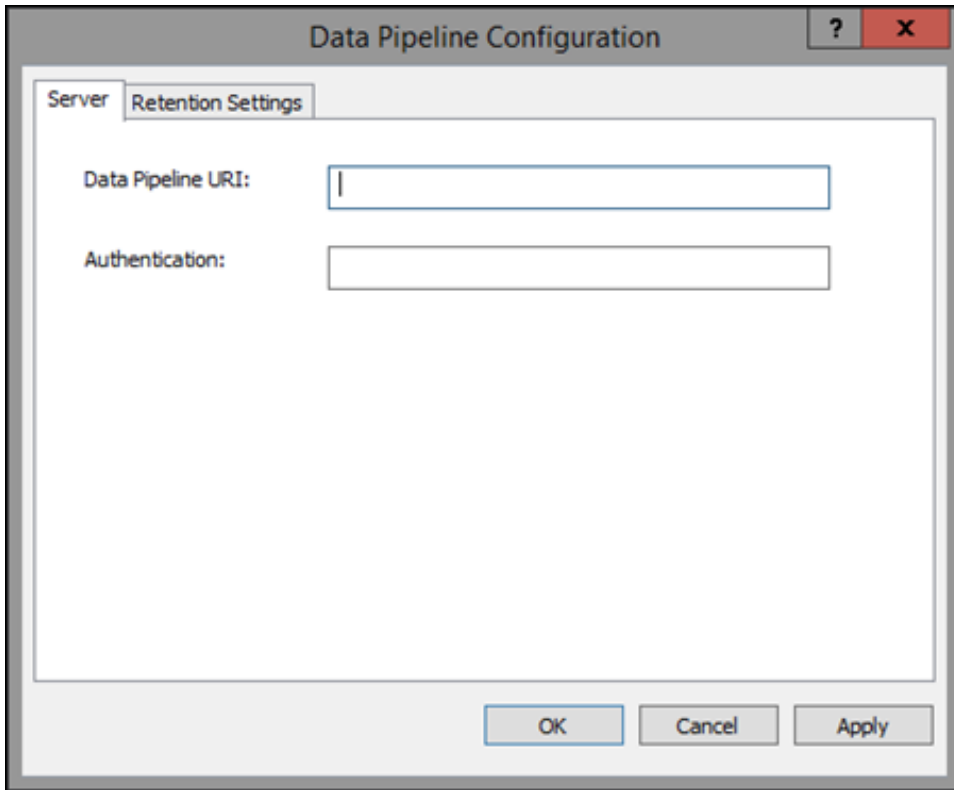 Data Pipeline Configuration
? x
Server Retention Settings
Data Pipeline URI:
Authentication:
OK Cancel Apply